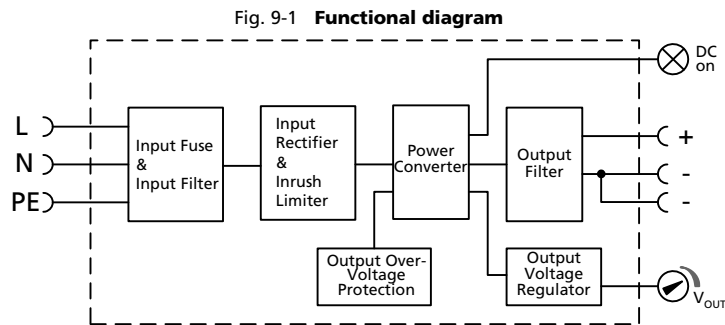 Fig. 9-1 Functional diagram
DC
on
L
N
PE
Input Fuse
&
Input Filter
Input
Rectifier
&
Inrush
Limiter
Power
Converter
Output
Filter
+
-
-
Output Over-
Voltage
Protection
Output
Voltage
Regulator
VOUT